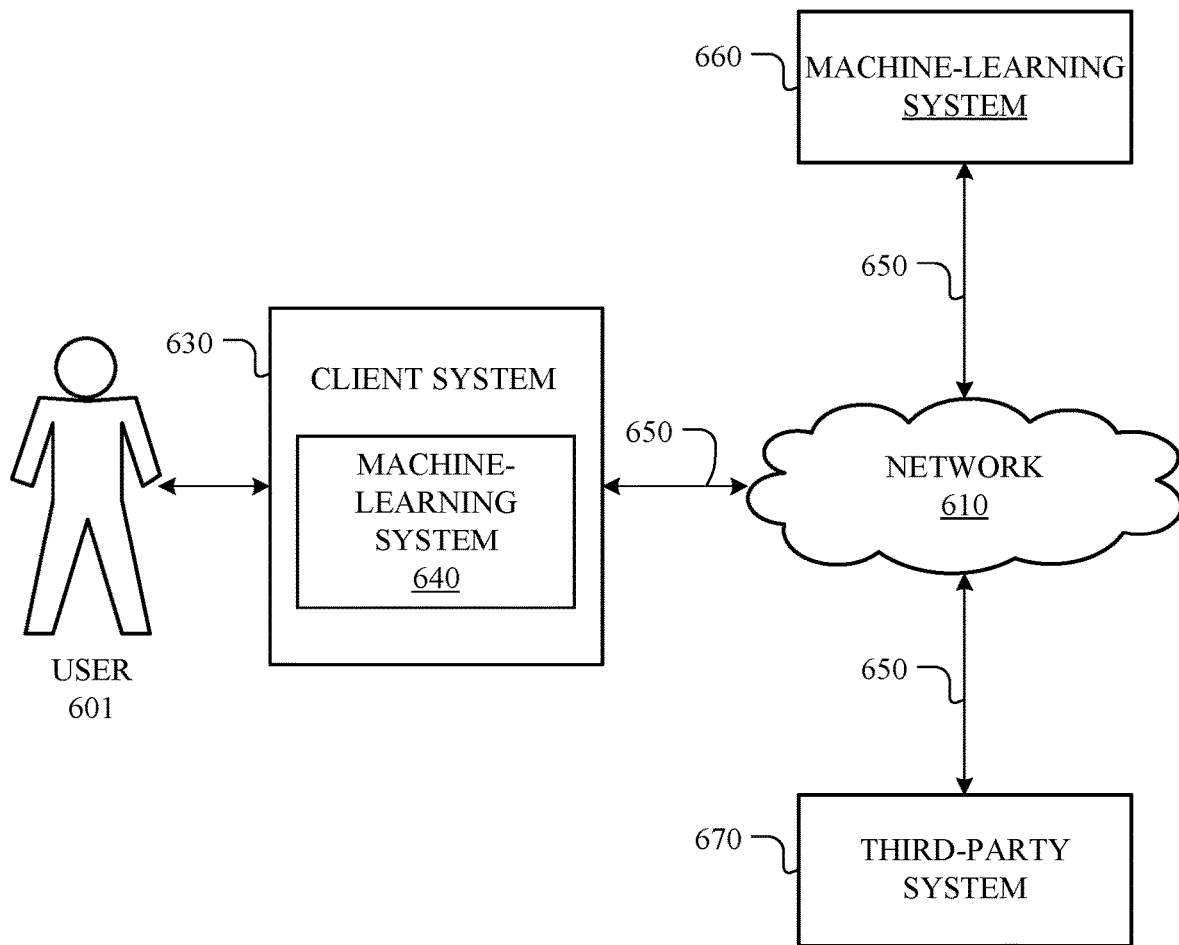 660
MACHINE-LEARNING
SYSTEM
650
630
CLIENT SYSTEM
MACHINE-
LEARNING
SYSTEM
640
650
NETWORK
610
USER
601
650
670
THIRD-PARTY
SYSTEM